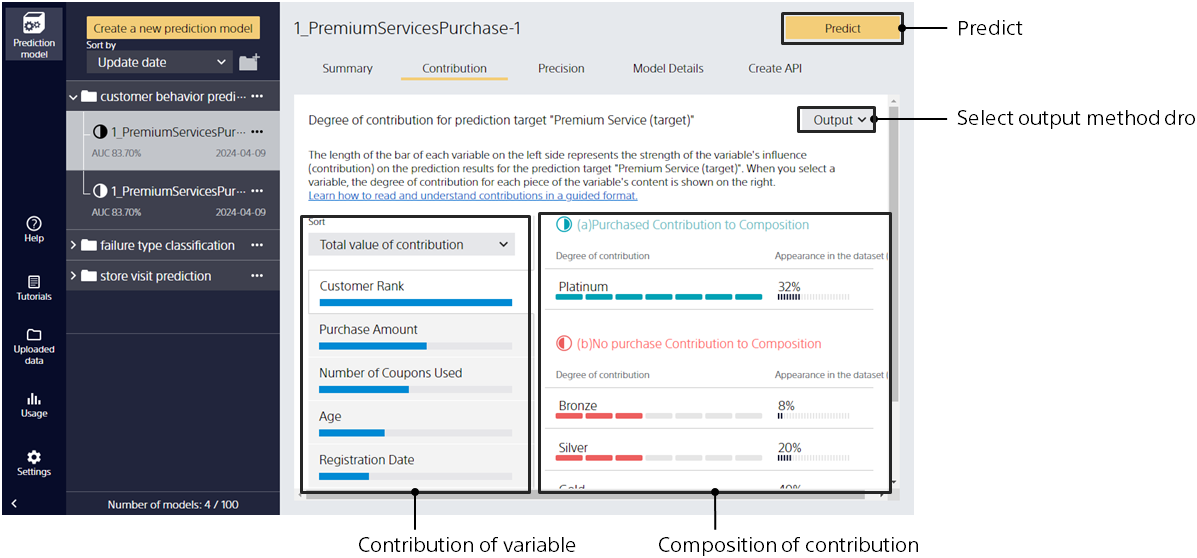 Prediction
model
Help
Tutorials
Uploaded
data
Usage
Settings
Create a new prediction model
Sort by
Update date
customer behavior predi···
1_PremiumServicesPur···
AUC 83.70%
2024-04-09
1_PremiumServicesPur···
AUC 83.70%
2024-04-09
failure type classification
store visit prediction
Number of models: 4 / 100
1_PremiumServicesPurchase-1
Predict
Summary
Contribution
Precision
Model Details
Create API
Degree of contribution for prediction target "Premium Service (target)"
Output
The length of the bar of each variable on the left side represents the strength of the variable's influence
(contribution) on the prediction results for the prediction target "Premium Service (target)". When you select a
variable, the degree of contribution for each piece of the variable's content is shown on the right.
Learn how to read and understand contributions in a guided format.
Sort
Total value of contribution
Customer Rank
Purchase Amount
Number of Coupons Used
Age
Registration Date
(a)Purchased Contribution to Composition
Degree of contribution
Appearance in the dataset (
Platinum
32%
(b)No purchase Contribution to Composition
Degree of contribution
Appearance in the dataset (
Bronze
8%
Silver
20%
Gold
40%
Predict
Select output method dro
Contribution of variable
Composition of contribution